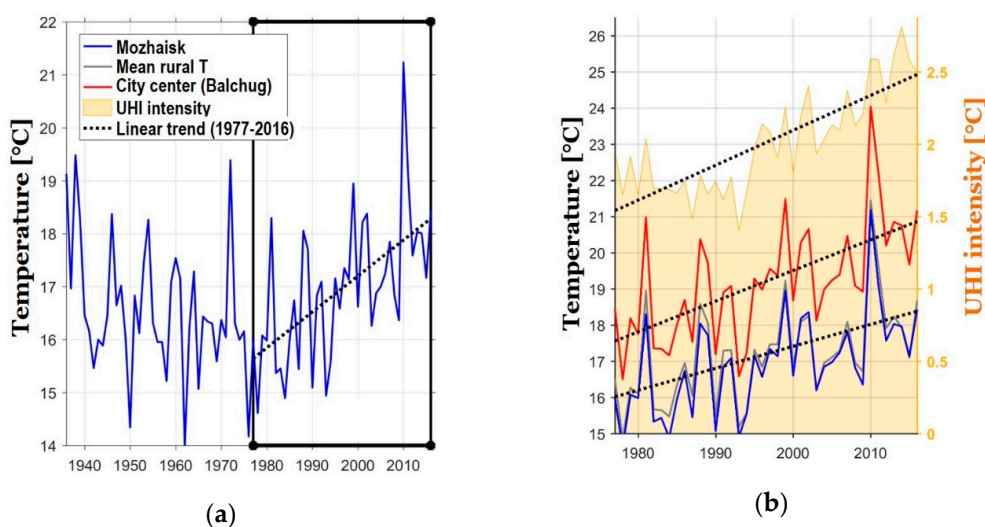 22
21
20
19
18
17
16
15
14
Temperature [°C]
Mozhaisk
Mean rural T
City center (Balchug)
UHI intensity
Linear trend (1977-2016)
1940 1950 1960 1970 1980 1990 2000 2010
(a)
26
25
24
23
22
21
20
19
18
17
16
15
Temperature [°C]
1980 1990 2000 2010
2.5
2
1.5
1
0.5
0
UHI intensity [°C]
(b)